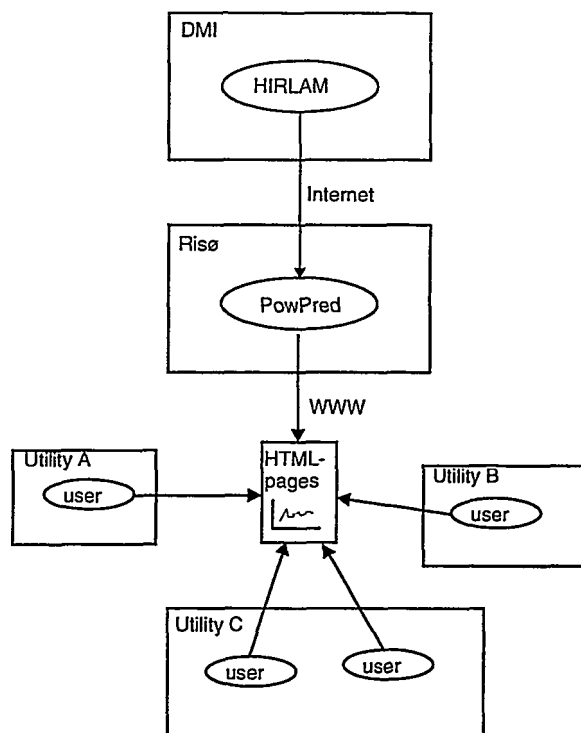 DMI
HIRLAM
Internet
Risø
PowPred
WWW
HTML-
pages
Utility A
user
Utility B
user
Utility C
user
user